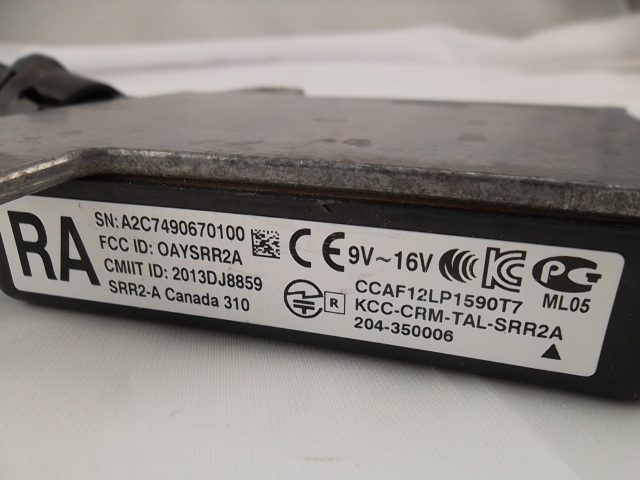 RA
SN: A2C7490670100
FCC ID: OAYSRR2A
CMIIT ID: 2013DJ8859
SRR2-A Canada 310
CE 9V~16V
R
CCAF12LP1590T7
KCC-CRM-TAL-SRR2A
204-350006
ML05